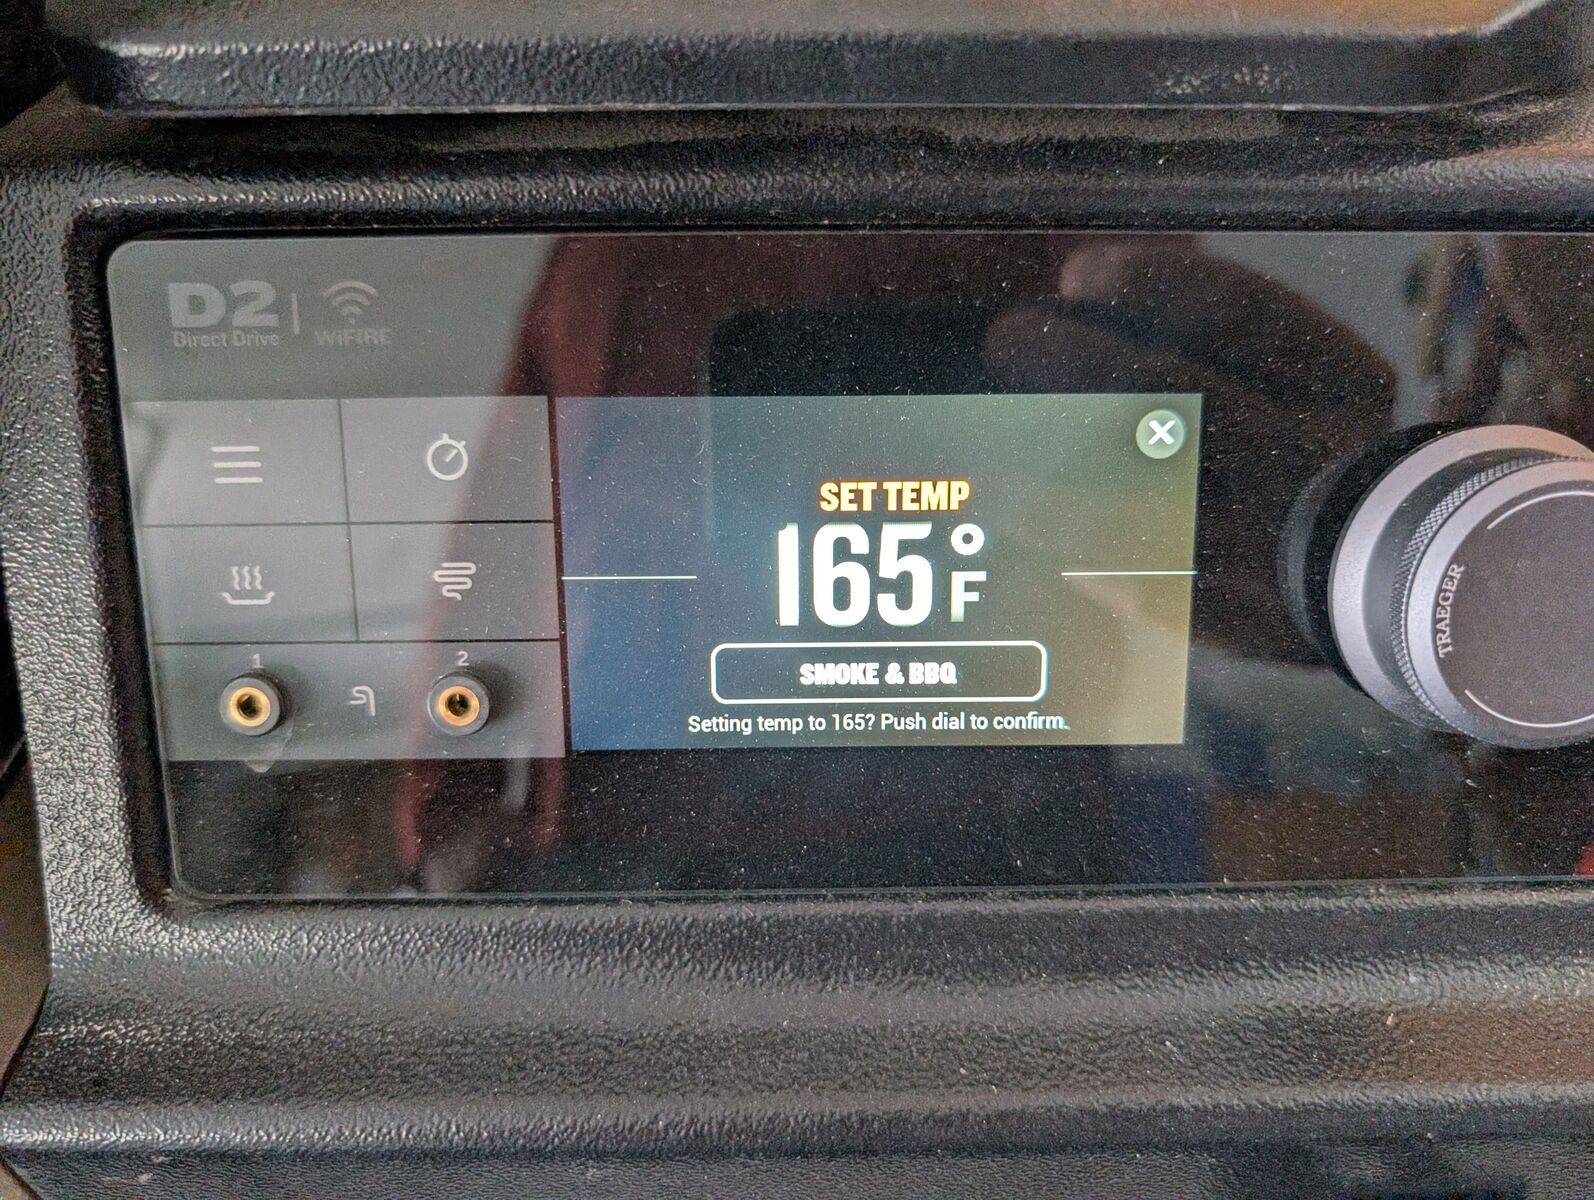 D2
Direct Drive
WiFIRE
SET TEMP
165°F
SMOKE & BBQ
Setting temp to 165? Push dial to confirm.
1
2
TRAEGER